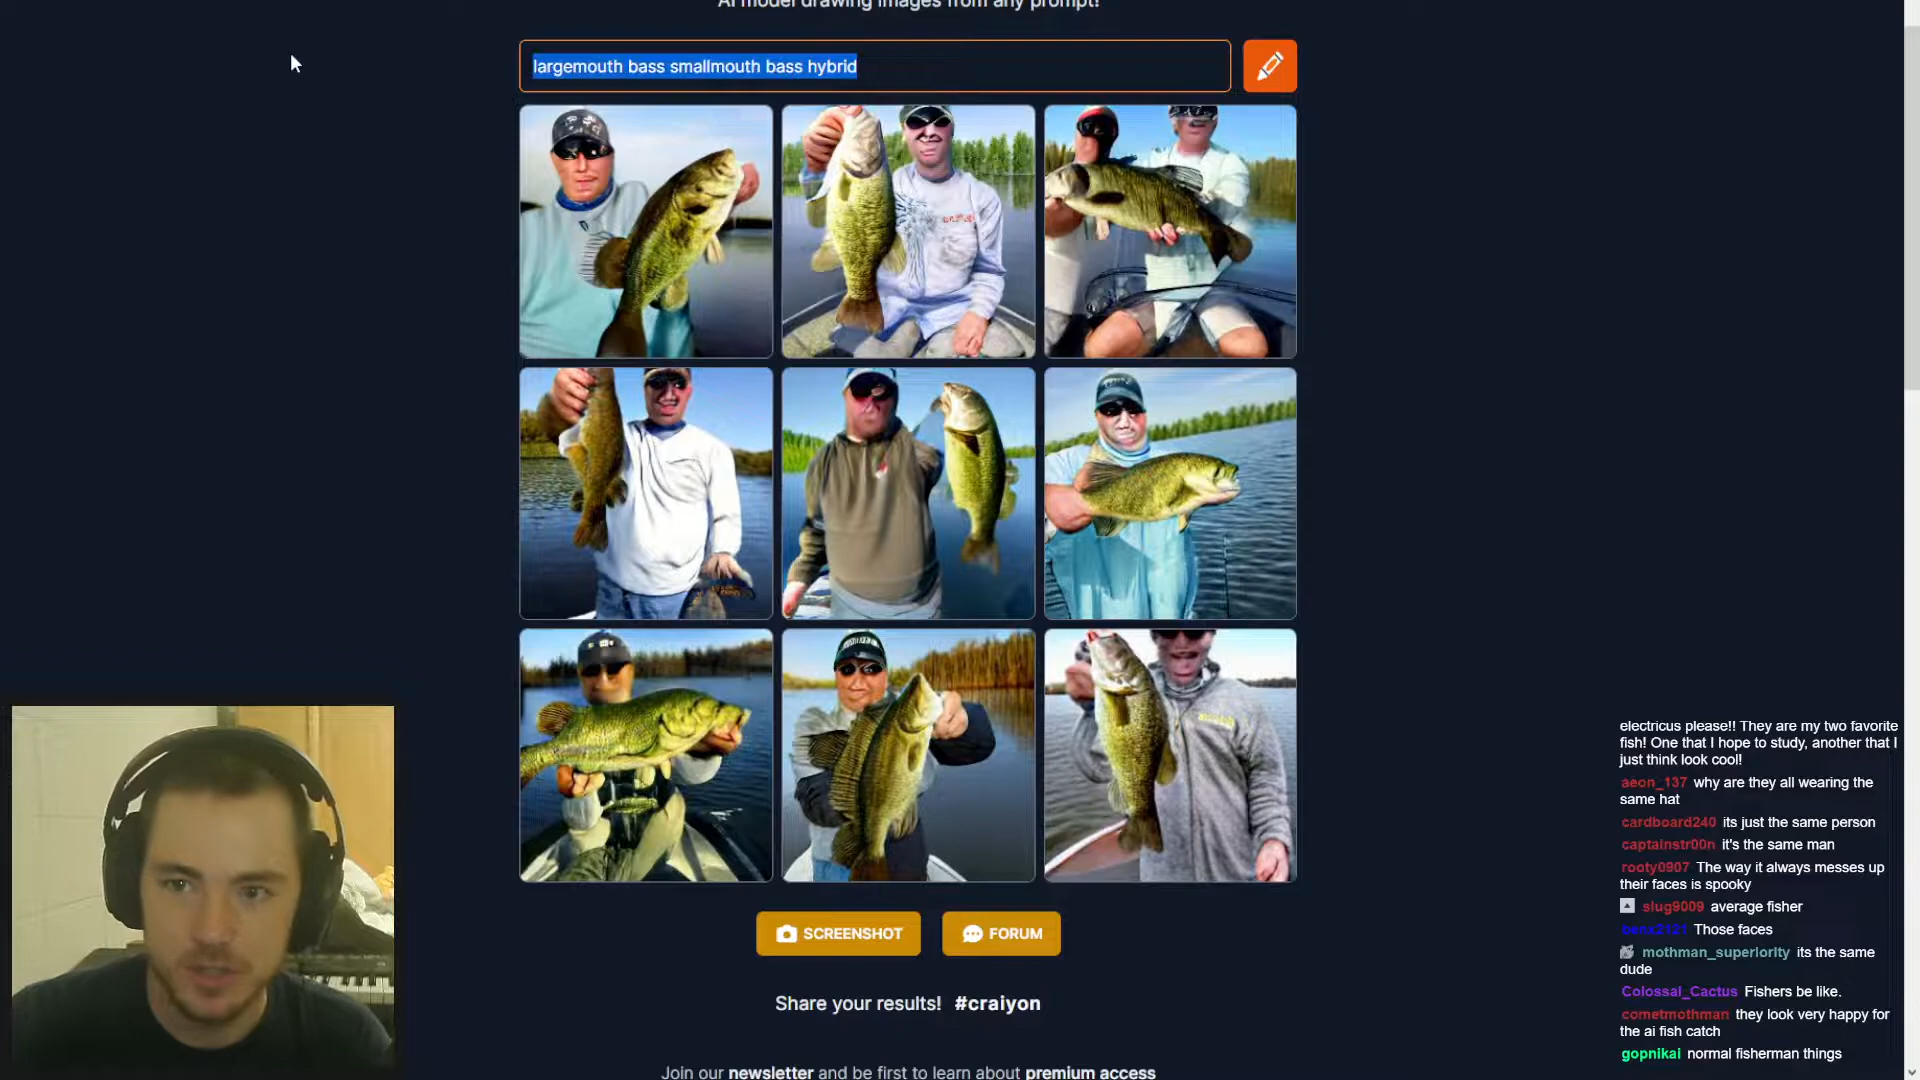 AI model drawing images from any prompt!
largemouth bass smallmouth bass hybrid
SCREENSHOT
FORUM
Share your results! #craiyon
Join our newsletter and be first to learn about premium access
electricus please!! They are my two favorite
fish! One that I hope to study, another that I
just think look cool!
aeon_137 why are they all wearing the
same hat
cardboard240 its just the same person
captainstr00n it's the same man
rooty0907 The way it always messes up
their faces is spooky
slug9009 average fisher
Those faces
mothman_superiority its the same
dude
Colossal_Cactus Fishers be like.
cometmothman they look very happy for
the ai fish catch
gopnikai normal fisherman things